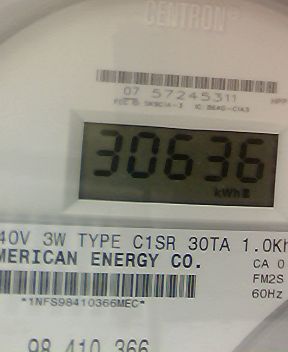 CENTRON®
07 57245311
30636
kWh
40V 3W TYPE C1SR 30TA 1.0Kh
MERICAN ENERGY CO.
CA 0
FM2S
60Hz
*1NFS98410366MEC*
98 410 366